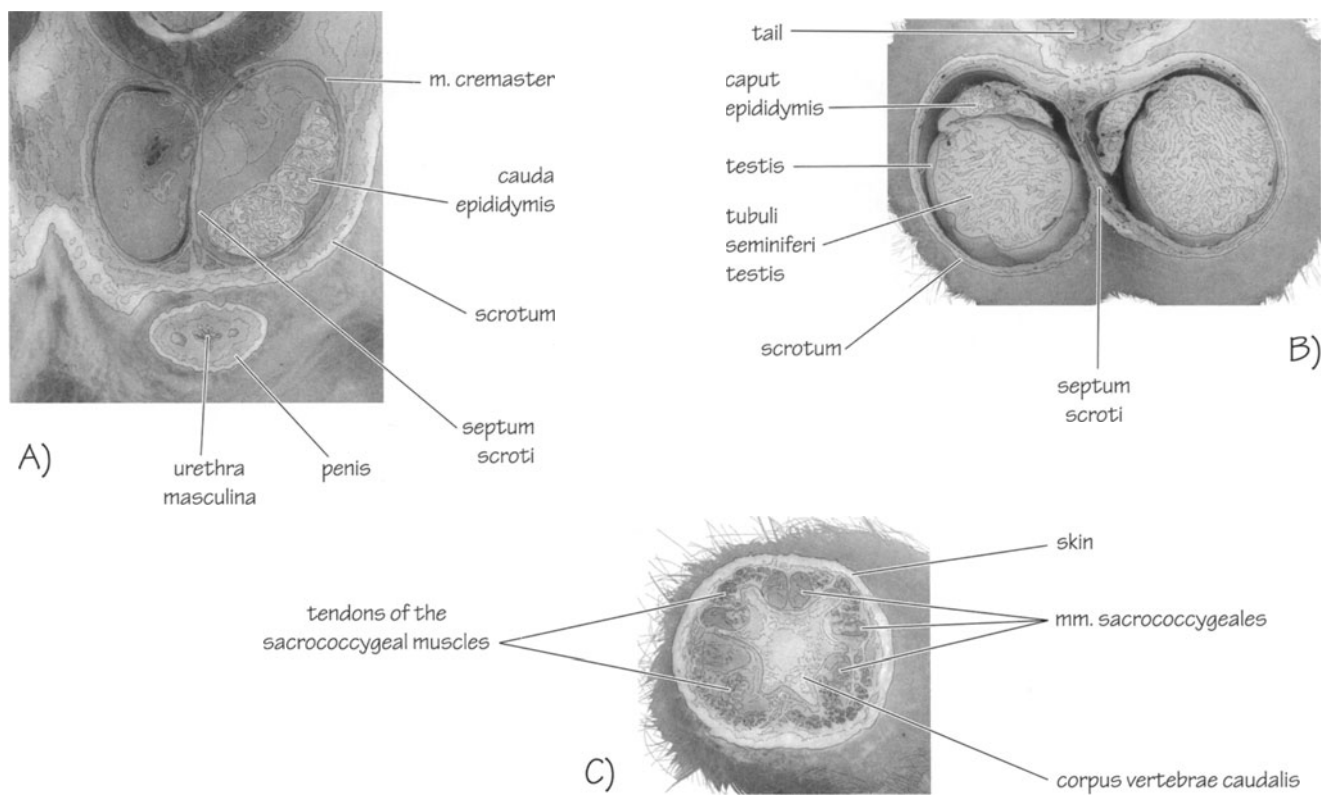 m. cremaster
cauda
epididymis
scrotum
septum
scroti
penis
urethra
masculina
A)
tail
caput
epididymis
testis
tubuli
seminiferi
testis
scrotum
septum
scroti
B)
skin
tendons of the
sacrococcygeal muscles
mm. sacrococcygeales
corpus vertebrae caudalis
C)